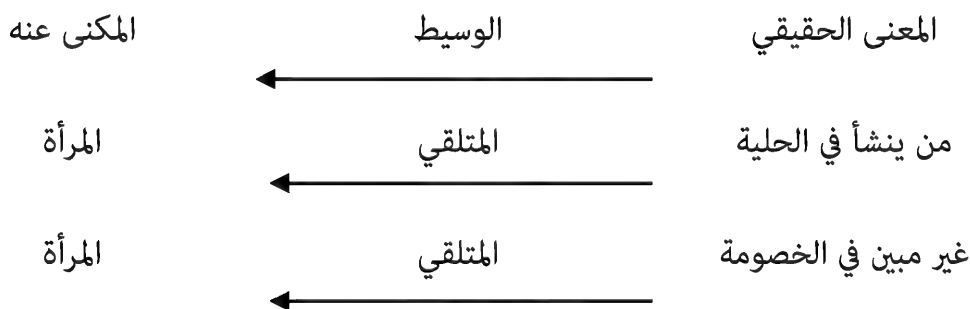 المعنى الحقيقي الوسيط المكنى عنه
من ينشأ في الحلية المتلقي المرأة
غير مبين في الخصومة المتلقي المرأة